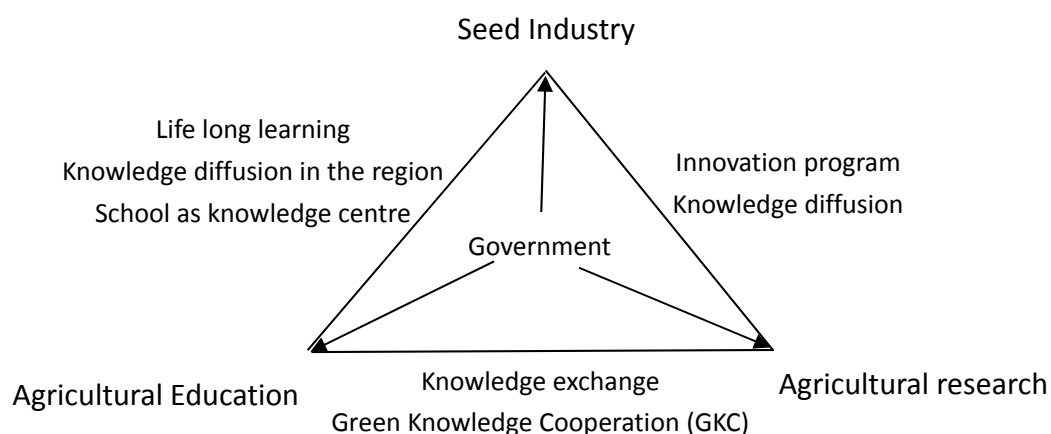 Seed Industry
Life long learning
Knowledge diffusion in the region
School as knowledge centre
Innovation program
Knowledge diffusion
Government
Agricultural Education
Knowledge exchange
Green Knowledge Cooperation (GKC)
Agricultural research